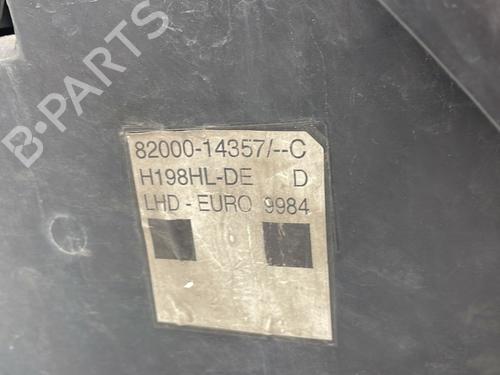 B-PARTS
82000-14357/--C
H198HL-DE D
LHD - EURO 9984